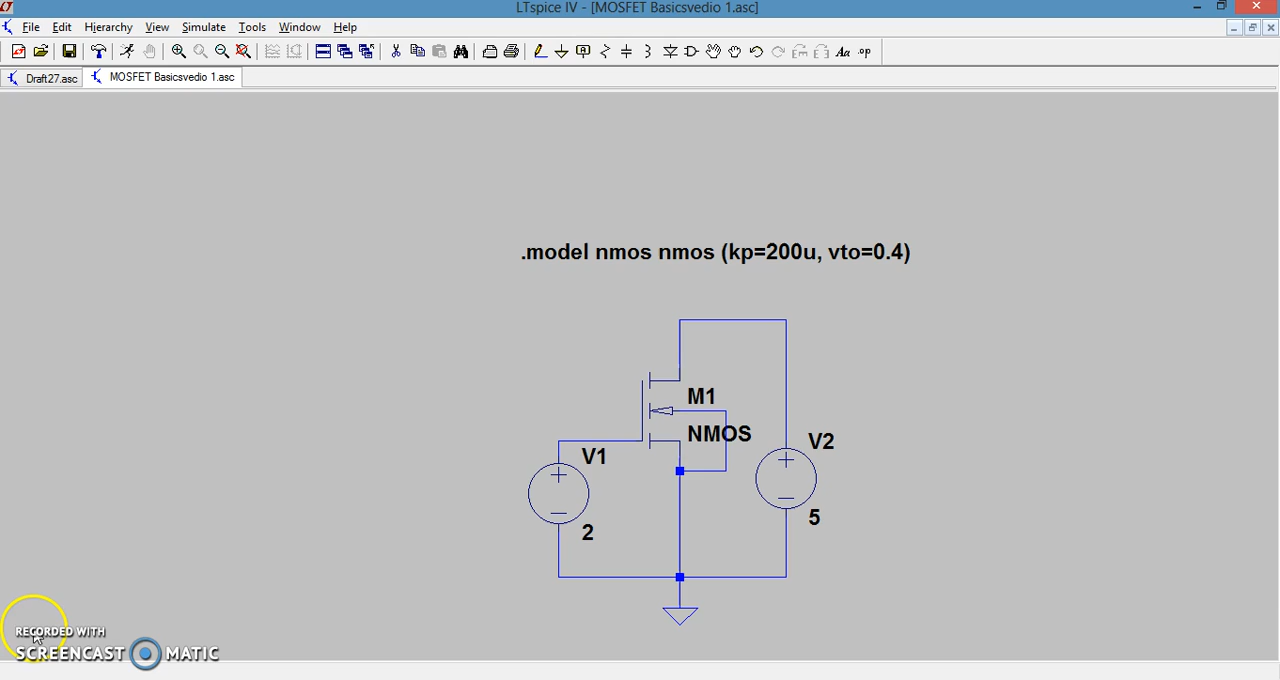 LTspice IV - [MOSFET Basicsvedio 1.asc]
File Edit Hierarchy View Simulate Tools Window Help
Aa .op
Draft27.asc MOSFET Basicsvedio 1.asc
.model nmos nmos (kp=200u, vto=0.4)
M1
NMOS
V1
V2
2
5
RECORDED WITH
SCREENCAST MATIC